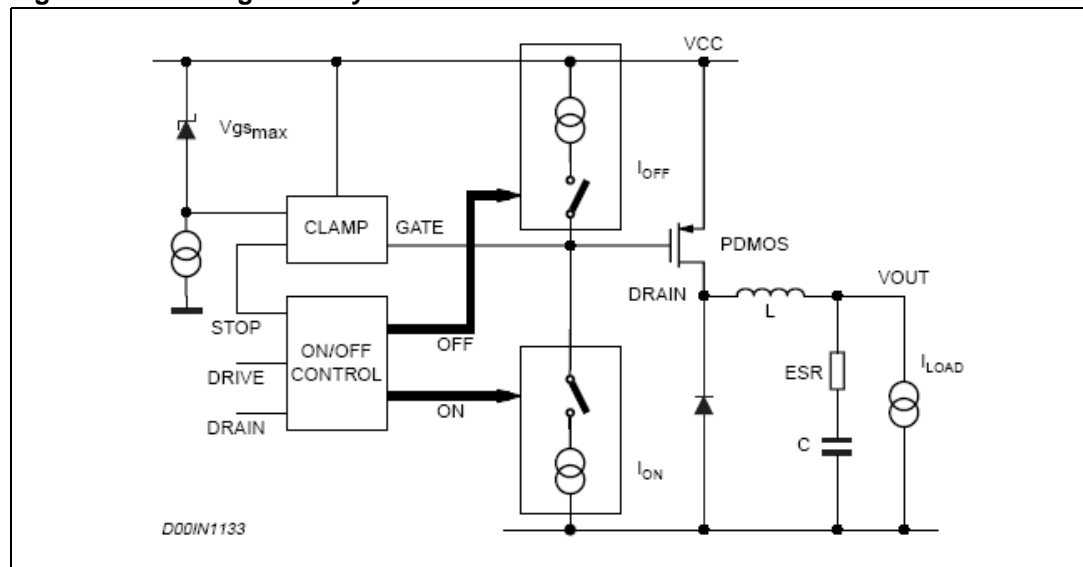 VCC
Vgsmax
IOFF
CLAMP
GATE
PDMOS
DRAIN
VOUT
L
STOP
OFF
ON/OFF
CONTROL
DRIVE
ON
DRAIN
ESR
ILOAD
C
ION
D00IN1133